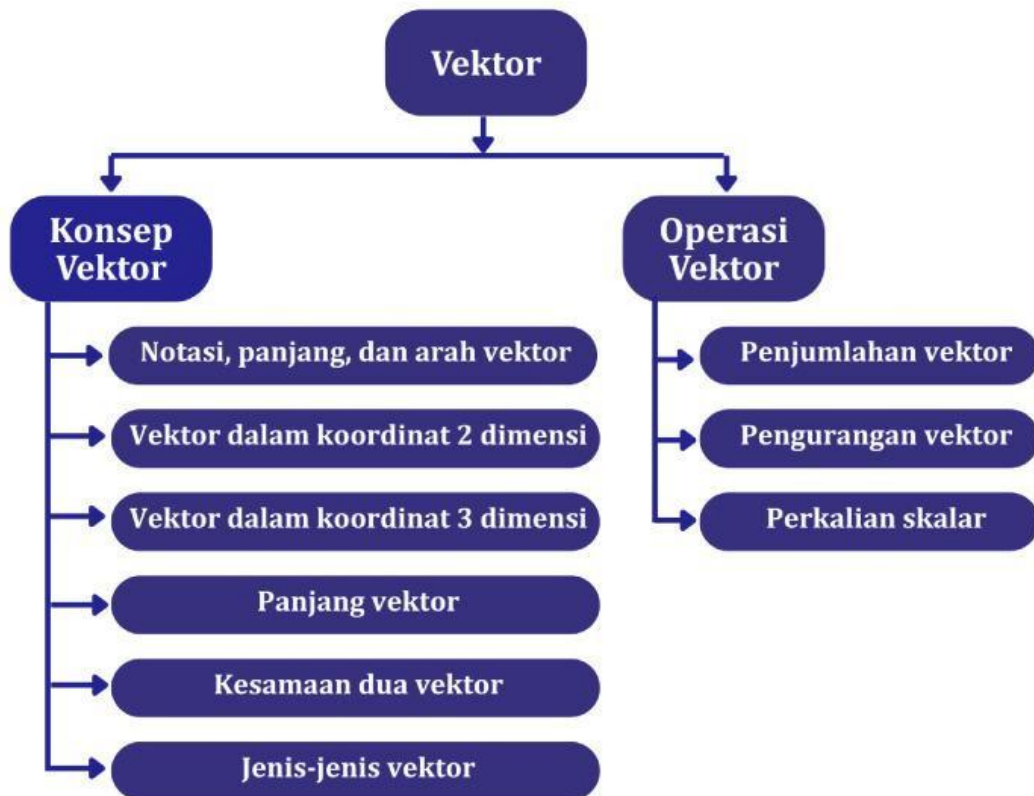 Vektor
Konsep
Vektor
Notasi, panjang, dan arah vektor
Vektor dalam koordinat 2 dimensi
Vektor dalam koordinat 3 dimensi
Panjang vektor
Kesamaan dua vektor
Jenis-jenis vektor
Operasi
Vektor
Penjumlahan vektor
Pengurangan vektor
Perkalian skalar